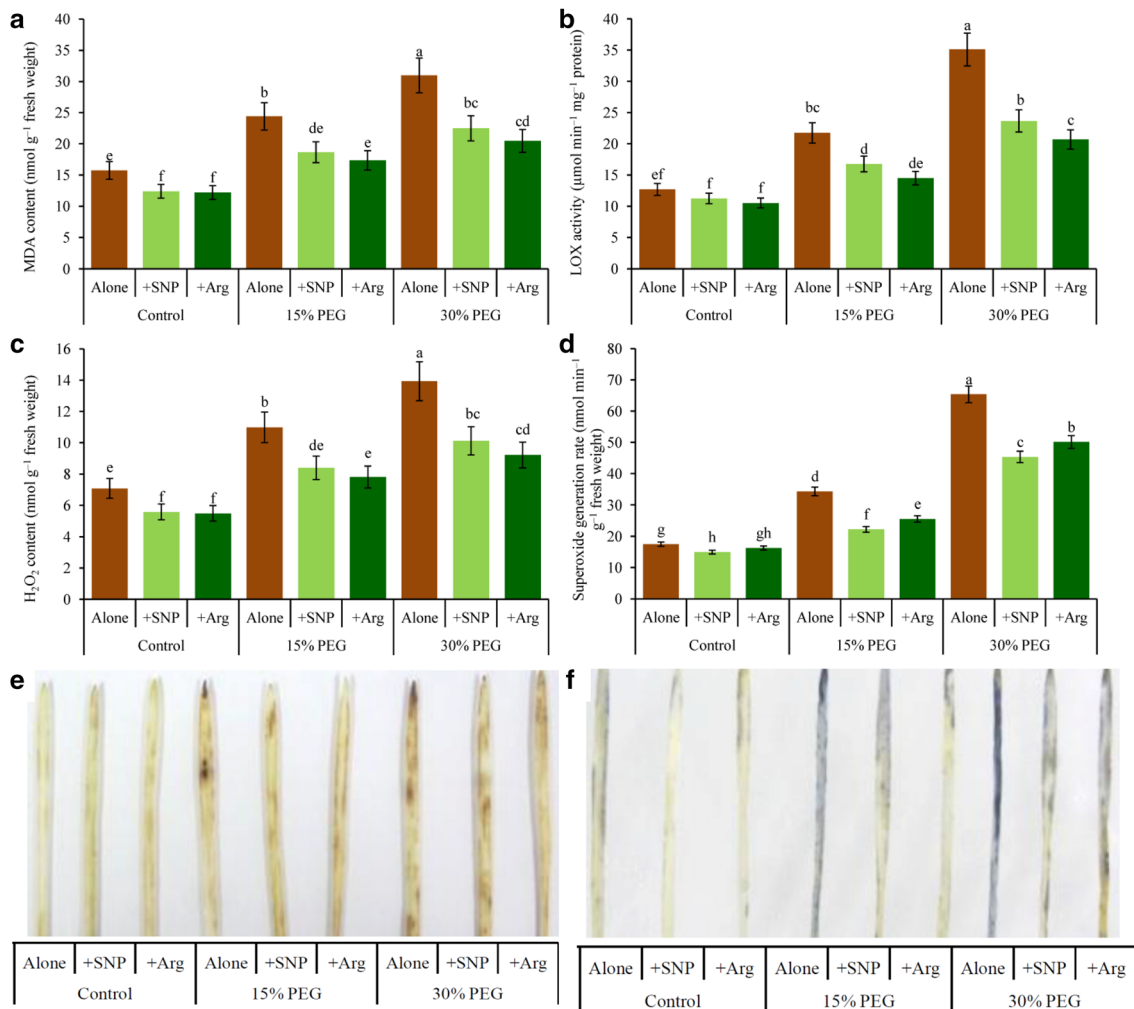 a
MDA content (nmol g⁻¹ fresh weight)
40
35
30
25
20
15
10
5
0
e
f
f
b
de
e
a
bc
cd
Alone +SNP +Arg Alone +SNP +Arg Alone +SNP +Arg
Control 15% PEG 30% PEG
b
LOX activity (μmol min⁻¹ mg⁻¹ protein)
40
35
30
25
20
15
10
5
0
ef
f
f
bc
d
de
a
b
c
Alone +SNP +Arg Alone +SNP +Arg Alone +SNP +Arg
Control 15% PEG 30% PEG
c
H₂O₂ content (nmol g⁻¹ fresh weight)
16
14
12
10
8
6
4
2
0
e
f
f
b
de
e
a
bc
cd
Alone +SNP +Arg Alone +SNP +Arg Alone +SNP +Arg
Control 15% PEG 30% PEG
d
Superoxide generation rate (nmol min⁻¹
g⁻¹ fresh weight)
80
70
60
50
40
30
20
10
0
g
h
gh
d
f
e
a
c
b
Alone +SNP +Arg Alone +SNP +Arg Alone +SNP +Arg
Control 15% PEG 30% PEG
e
Alone +SNP +Arg Alone +SNP +Arg Alone +SNP +Arg
Control 15% PEG 30% PEG
f
Alone +SNP +Arg Alone +SNP +Arg Alone +SNP +Arg
Control 15% PEG 30% PEG